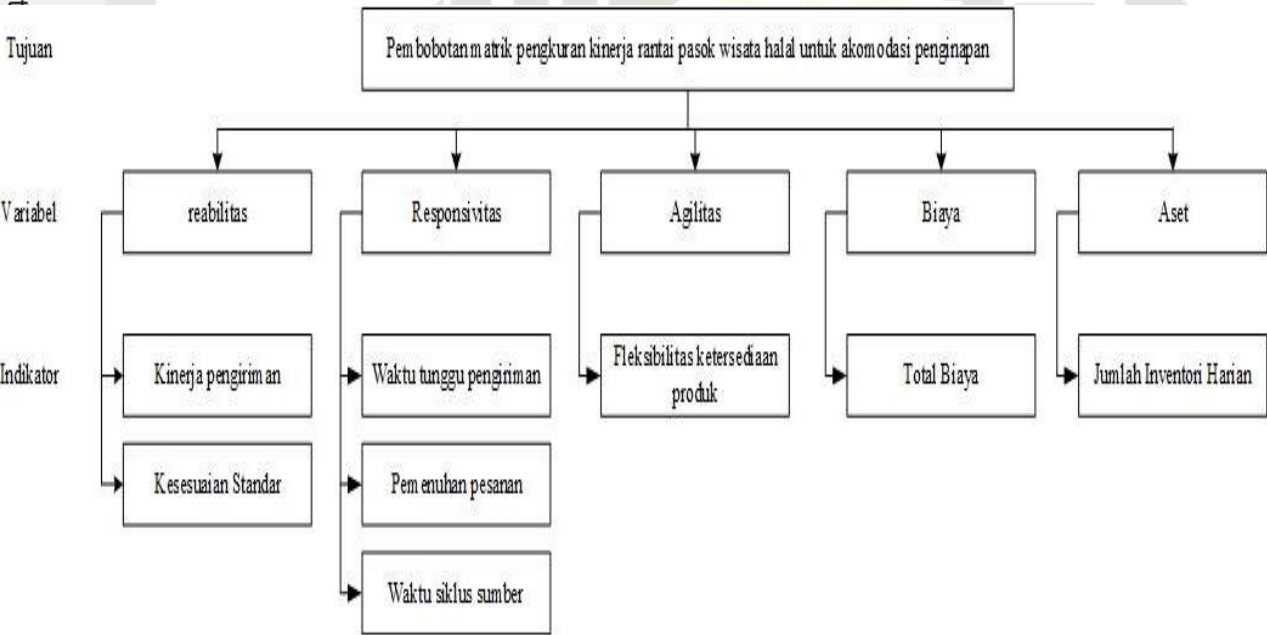 Tujuan
Pembobotan matrik pengkuran kinerja rantai pasok wisata halal untuk akomodasi penginapan
Variabel
reabilitas
Responsivitas
Agilitas
Biaya
Aset
Indikator
Kinerja pengiriman
Waktu tunggu pengiriman
Fleksibilitas ketersediaan
produk
Total Biaya
Jumlah Inventori Harian
Kesesuaian Standar
Pemenuhan pesanan
Waktu siklus sumber